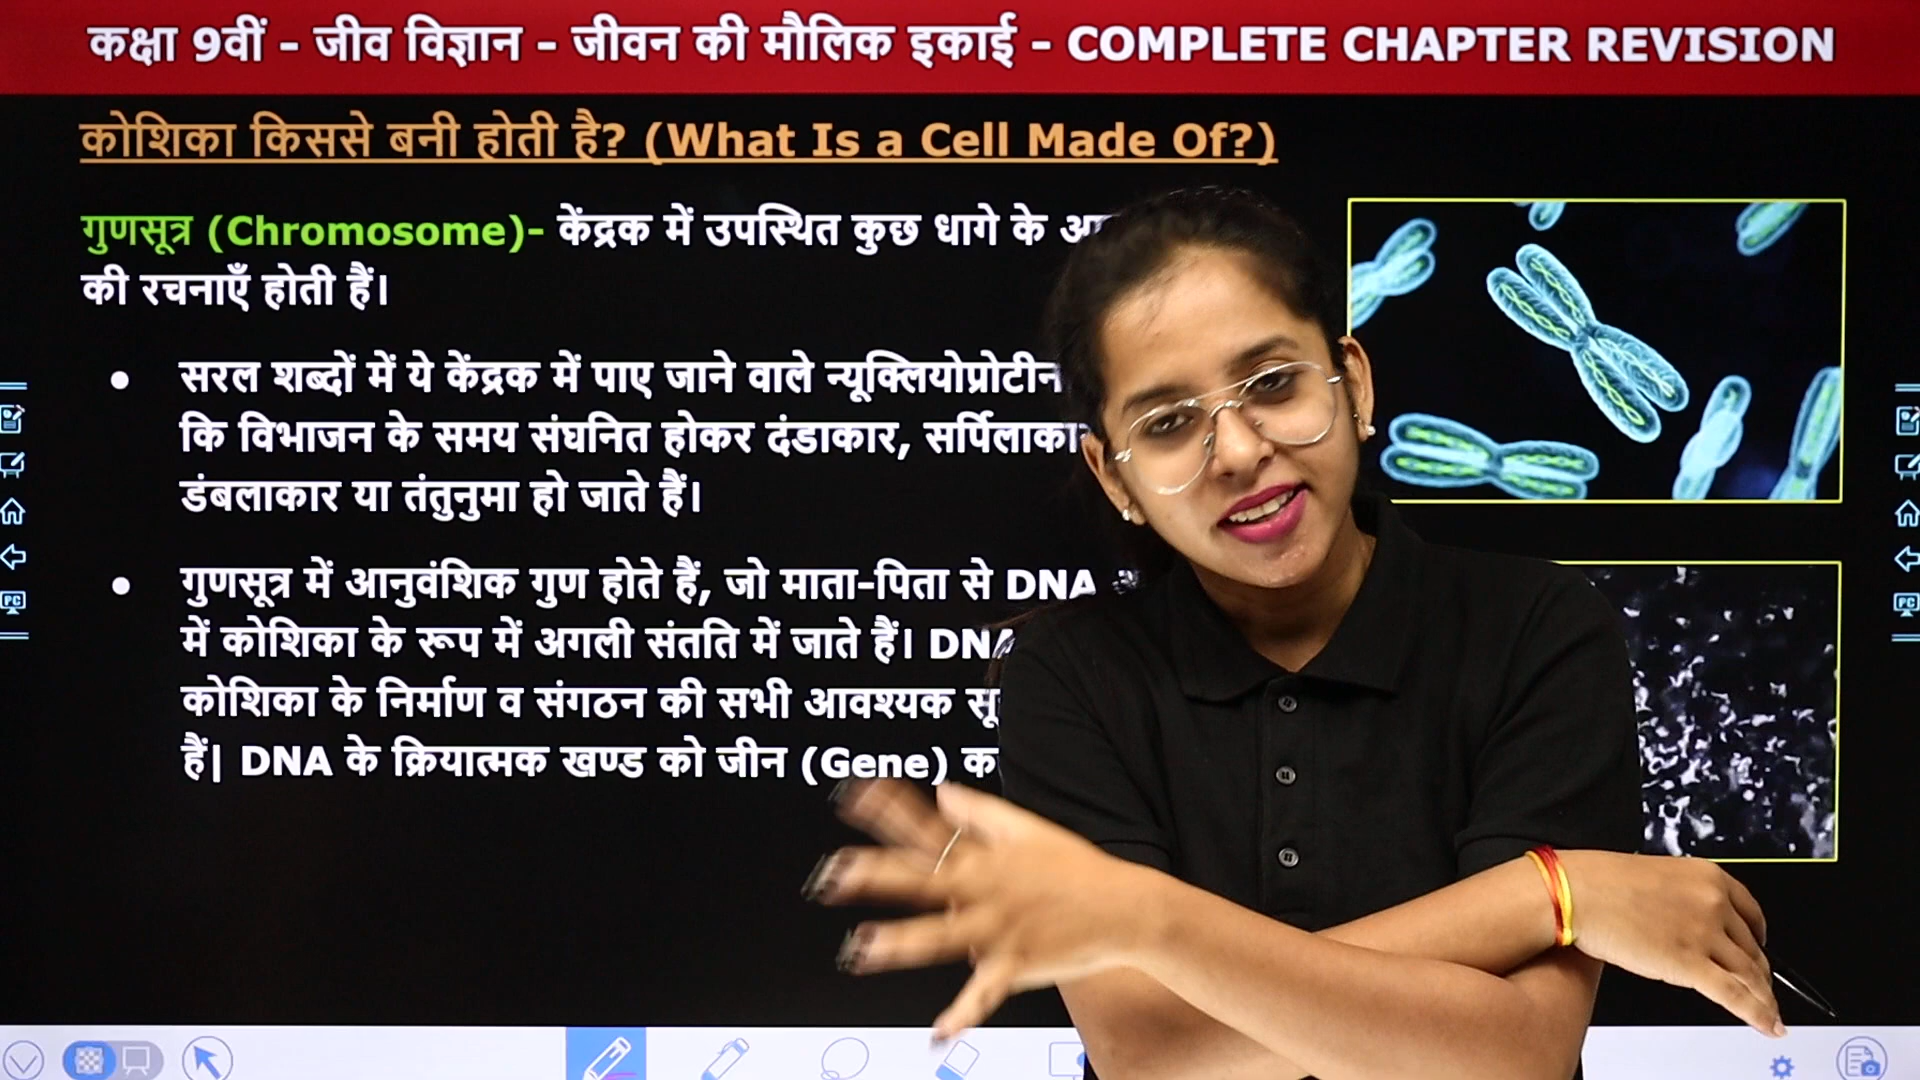 कक्षा 9वीं - जीव विज्ञान - जीवन की मौलिक इकाई - COMPLETE CHAPTER REVISION
कोशिका किससे बनी होती है? (What Is a Cell Made Of?)
गुणसूत्र (Chromosome)- केंद्रक में उपस्थित कुछ धागे के
की रचनाएँ होती हैं।
• सरल शब्दों में ये केंद्रक में पाए जाने वाले न्यूक्लियोप्रोटीन
कि विभाजन के समय संघनित होकर दंडाकार,
डंबलाकार या तंतुनुमा हो जाते हैं।
• गुणसूत्र में आनुवंशिक गुण होते हैं, जो माता-पिता से DNA
में कोशिका के रूप में अगली संतति में जाते हैं। DNA
कोशिका के निर्माण व संगठन की सभी आवश्यक
हैं| DNA के क्रियात्मक खण्ड को जीन (Gene)
PC
PC